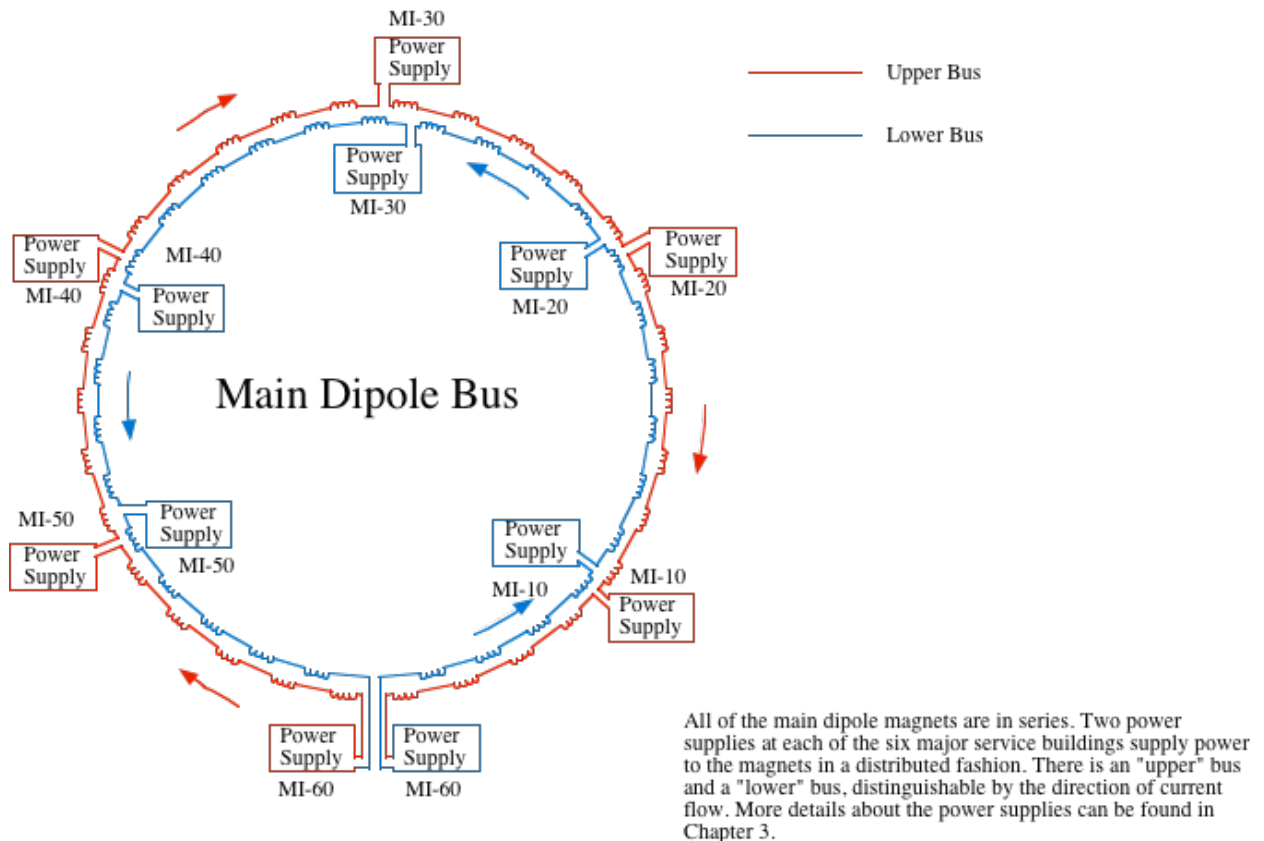 MI-30
Power
Supply
Upper Bus
Lower Bus
Power
Supply
MI-30
Power
Supply
MI-40
MI-40
Power
Supply
Power
Supply
MI-20
Power
Supply
MI-20
Main Dipole Bus
MI-50
Power
Supply
Power
Supply
MI-50
Power
Supply
MI-10
MI-10
Power
Supply
Power
Supply
MI-60
Power
Supply
MI-60
All of the main dipole magnets are in series. Two power
supplies at each of the six major service buildings supply power
to the magnets in a distributed fashion. There is an "upper" bus
and a "lower" bus, distinguishable by the direction of current
flow. More details about the power supplies can be found in
Chapter 3.